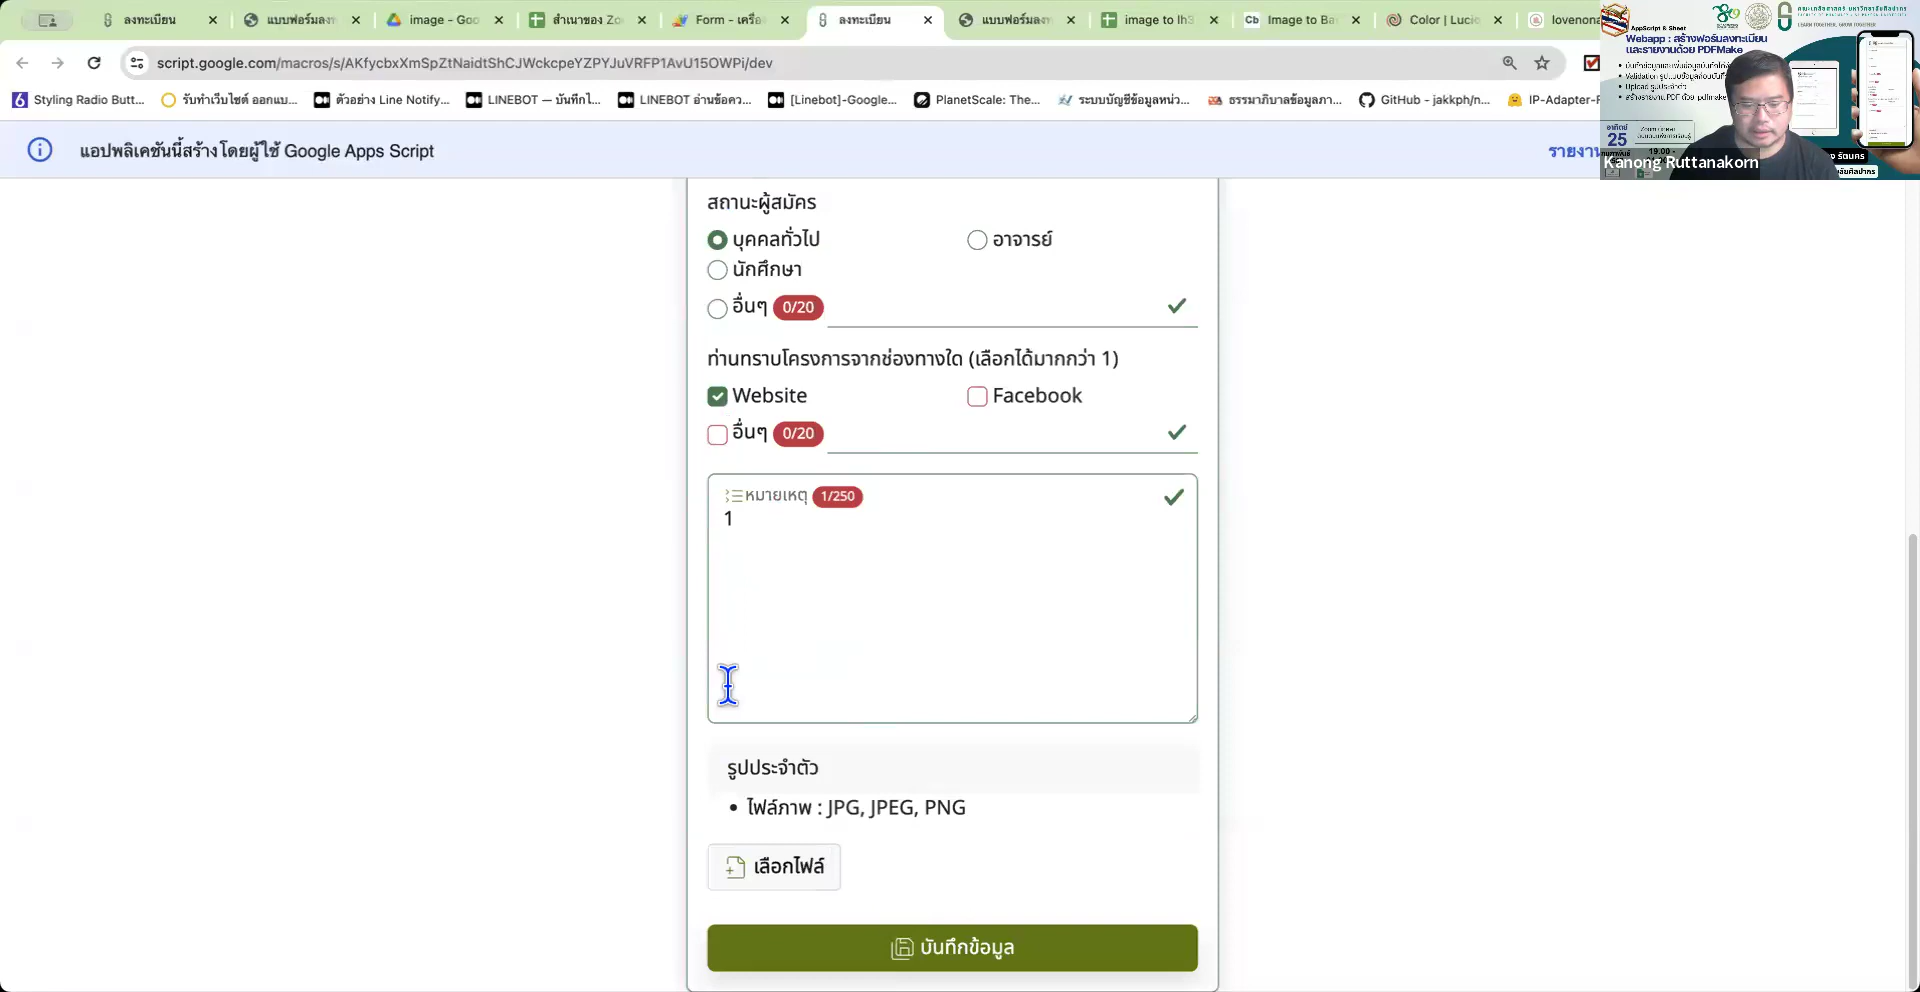 ลงทะเบียน
แบบฟอร์มลงท
image - Goo
สำเนาของ Zo
Form - เครื่อ
ลงทะเบียน
แบบฟอร์มลงท
image to lh3
Image to Ba
Color | Lucid
lovenona
script.google.com/macros/s/AKfycbxXmSpZtNaidtShCJWckcpeYZPYJuVRFP1AvU15OWPi/dev
Styling Radio Butt...
รับทำเว็บไซต์ ออกแบ...
ตัวอย่าง Line Notify...
LINEBOT — บันทึกไ...
LINEBOT อ่านข้อคว...
[Linebot]-Google...
PlanetScale: The...
ระบบบัญชีข้อมูลหน่ว...
ธรรมาภิบาลข้อมูลภา...
GitHub - jakkph/n...
IP-Adapter-F
แอปพลิเคชันนี้สร้างโดยผู้ใช้ Google Apps Script
รายงาน
AppScript & Sheet
Webapp : สร้างฟอร์มลงทะเบียน
และรายงานด้วย PDFMake
อาทิตย์
25
19.00 -
Kanong Ruttanakorn
สถานะผู้สมัคร
บุคคลทั่วไป
อาจารย์
นักศึกษา
อื่นๆ 0/20
ท่านทราบโครงการจากช่องทางใด (เลือกได้มากกว่า 1)
Website
Facebook
อื่นๆ 0/20
หมายเหตุ 1/250
1
รูปประจำตัว
• ไฟล์ภาพ : JPG, JPEG, PNG
เลือกไฟล์
บันทึกข้อมูล